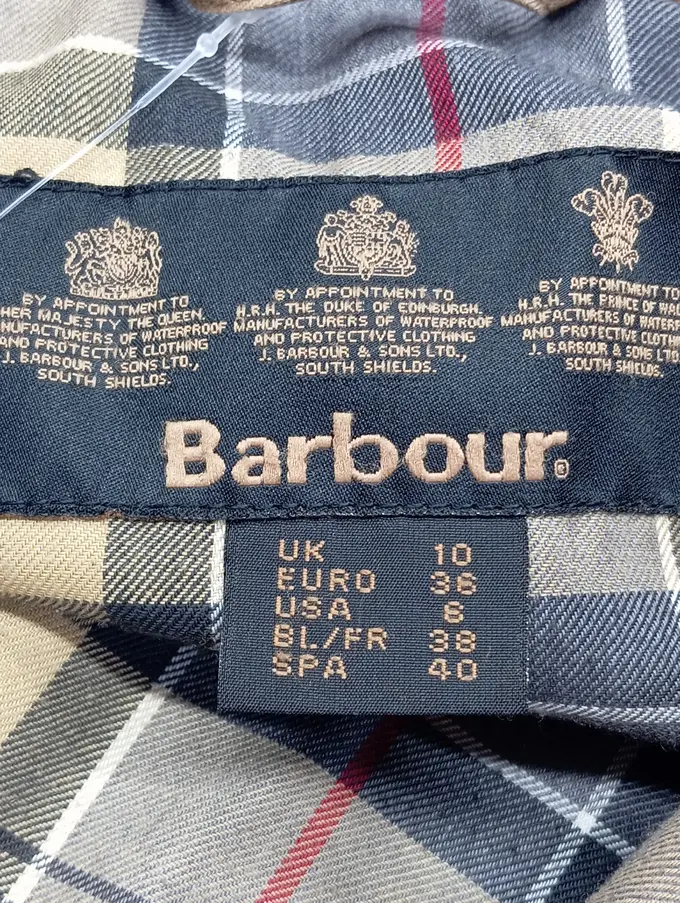 BY APPOINTMENT TO
HER MAJESTY THE QUEEN
MANUFACTURERS OF WATERPROOF
AND PROTECTIVE CLOTHING
J. BARBOUR & SONS LTD.,
SOUTH SHIELDS.
BY APPOINTMENT TO
H.R.H. THE DUKE OF EDINBURGH.
MANUFACTURERS OF WATERPROOF
AND PROTECTIVE CLOTHING
J. BARBOUR & SONS LTD.,
SOUTH SHIELDS.
BY APPOINTMENT TO
H.R.H. THE PRINCE OF
MANUFACTURERS OF
AND PROTECTIVE CLOTHING
J. BARBOUR & SONS LTD.,
SOUTH SHIELDS.
Barbour®
UK 10
EURO 36
USA 6
BL/FR 38
SPA 40